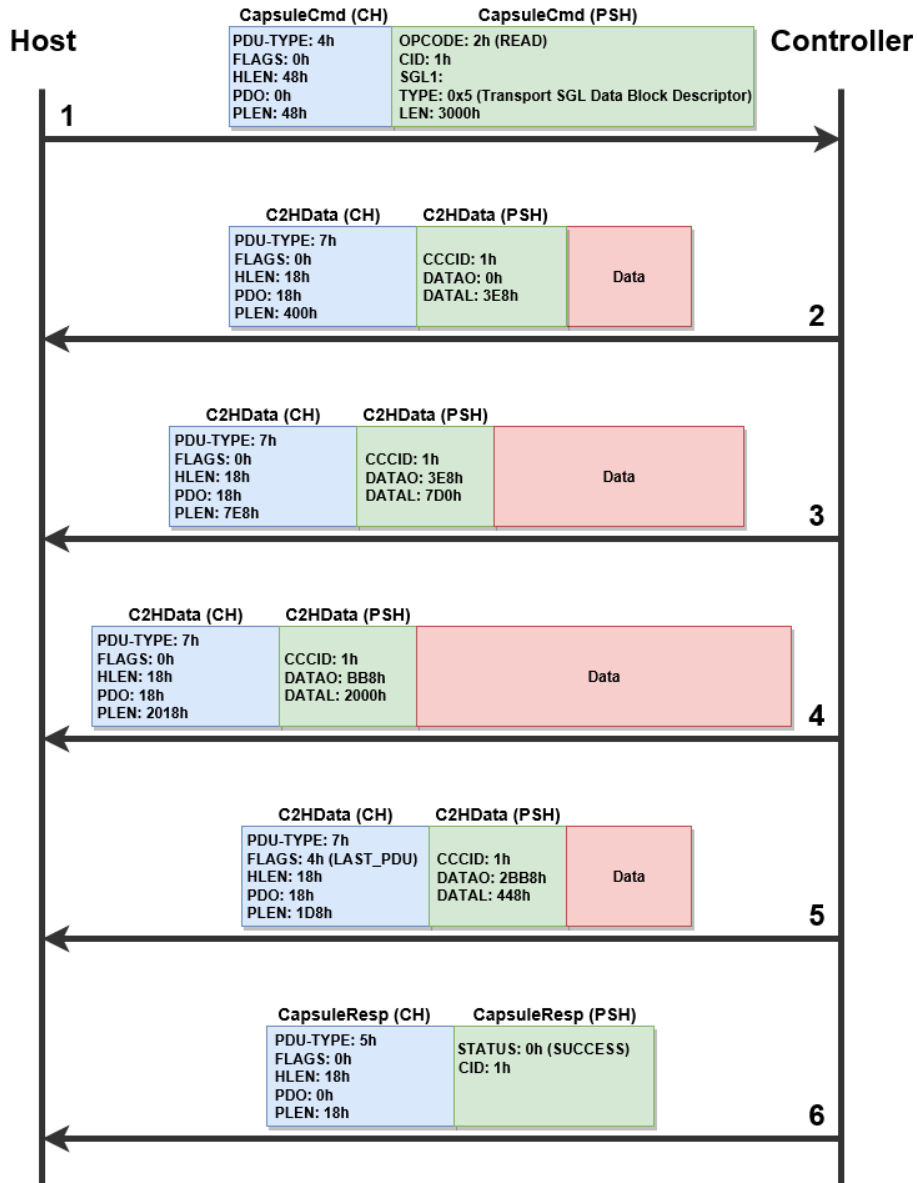 Host
Controller
CapsuleCmd (CH)
CapsuleCmd (PSH)
PDU-TYPE: 4h
FLAGS: 0h
HLEN: 48h
PDO: 0h
PLEN: 48h
OPCODE: 2h (READ)
CID: 1h
SGL1:
TYPE: 0x5 (Transport SGL Data Block Descriptor)
LEN: 3000h
1
C2HData (CH)
C2HData (PSH)
PDU-TYPE: 7h
FLAGS: 0h
HLEN: 18h
PDO: 18h
PLEN: 400h
CCCID: 1h
DATAO: 0h
DATAL: 3E8h
Data
2
C2HData (CH)
C2HData (PSH)
PDU-TYPE: 7h
FLAGS: 0h
HLEN: 18h
PDO: 18h
PLEN: 7E8h
CCCID: 1h
DATAO: 3E8h
DATAL: 7D0h
Data
3
C2HData (CH)
C2HData (PSH)
PDU-TYPE: 7h
FLAGS: 0h
HLEN: 18h
PDO: 18h
PLEN: 2018h
CCCID: 1h
DATAO: BB8h
DATAL: 2000h
Data
4
C2HData (CH)
C2HData (PSH)
PDU-TYPE: 7h
FLAGS: 4h (LAST_PDU)
HLEN: 18h
PDO: 18h
PLEN: 1D8h
CCCID: 1h
DATAO: 2BB8h
DATAL: 448h
Data
5
CapsuleResp (CH)
CapsuleResp (PSH)
PDU-TYPE: 5h
FLAGS: 0h
HLEN: 18h
PDO: 0h
PLEN: 18h
STATUS: 0h (SUCCESS)
CID: 1h
6